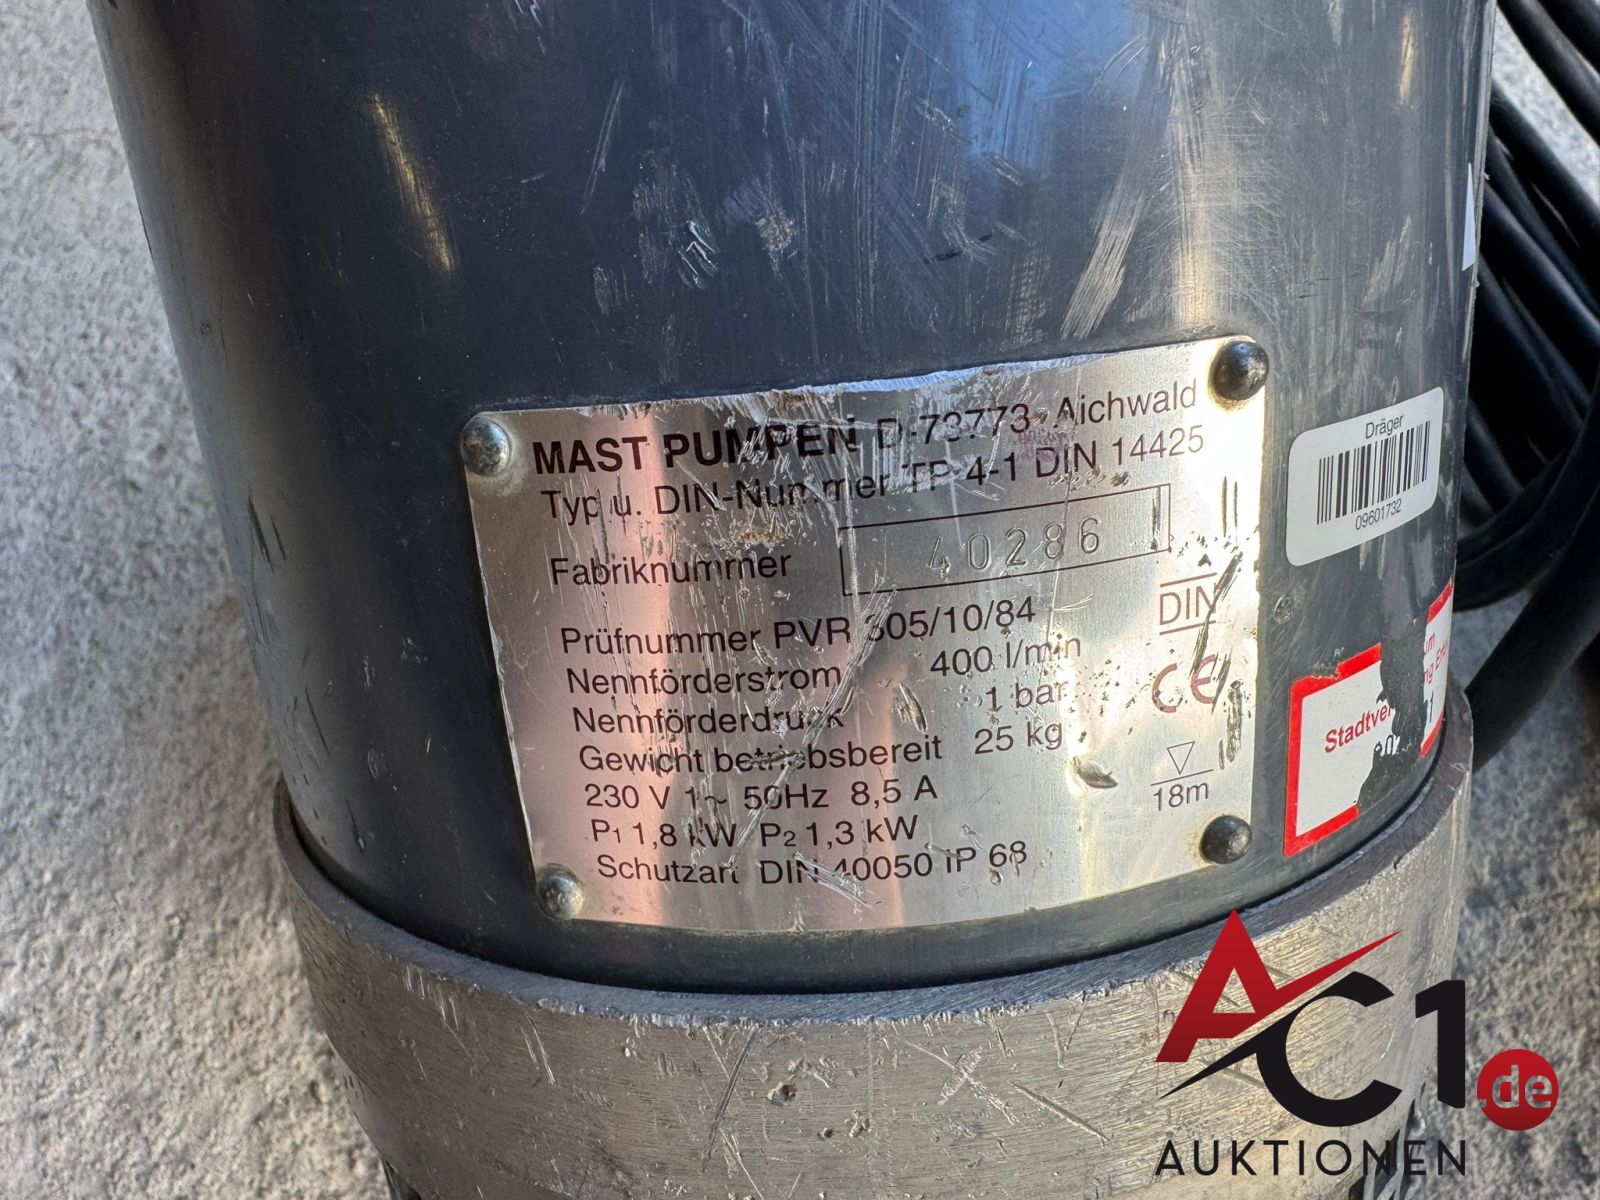 MAST PUMPEN D-73773 Aichwald
Typ u. DIN-Nummer TP 4-1 DIN 14425
Fabriknummer 40286
Prüfnummer PVR 305/10/84
Nennförderstrom 400 l/min
Nennförderdruck 1 bar
Gewicht betriebsbereit 25 kg
230 V 1~ 50Hz 8,5 A
P1 1,8 kW P2 1,3 kW
Schutzart DIN 40050 IP 68
DIN
CE
18m
Dräger
09601732
AC1.de
AUKTIONEN